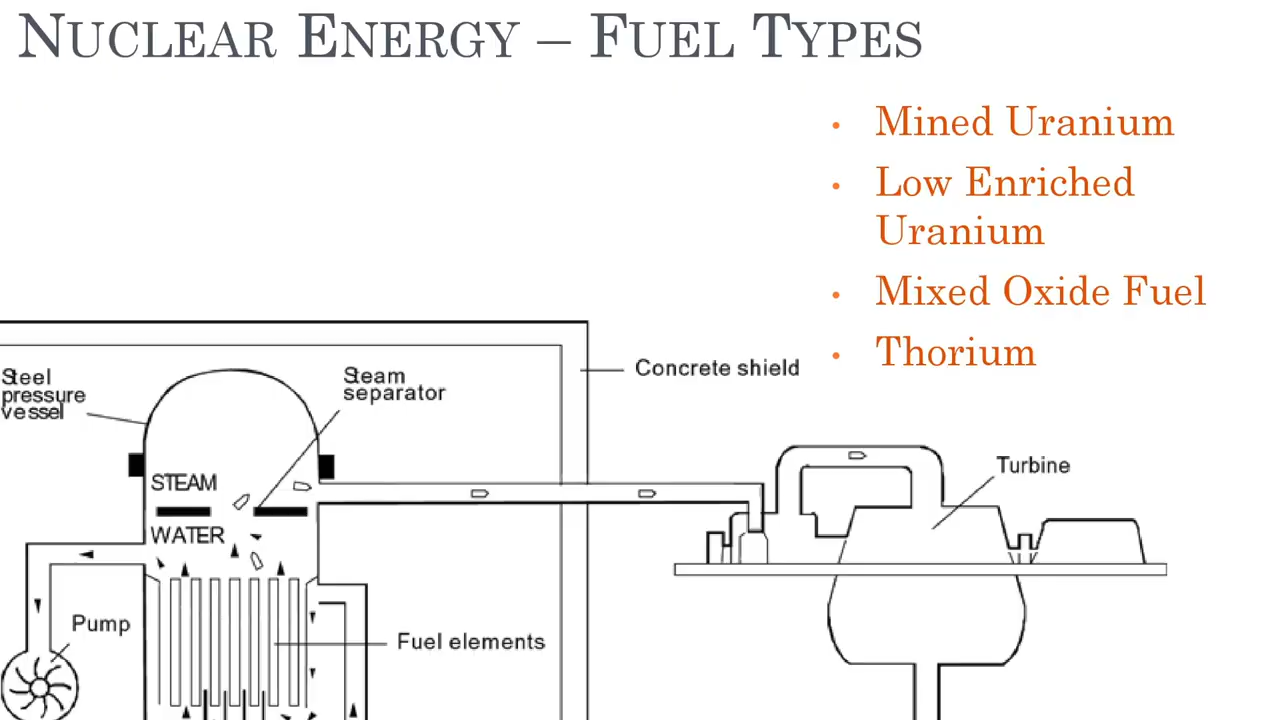 NUCLEAR ENERGY – FUEL TYPES
• Mined Uranium
• Low Enriched
Uranium
• Mixed Oxide Fuel
• Thorium
Concrete shield
Steel
pressure
vessel
Steam
separator
STEAM
WATER
Turbine
Pump
Fuel elements